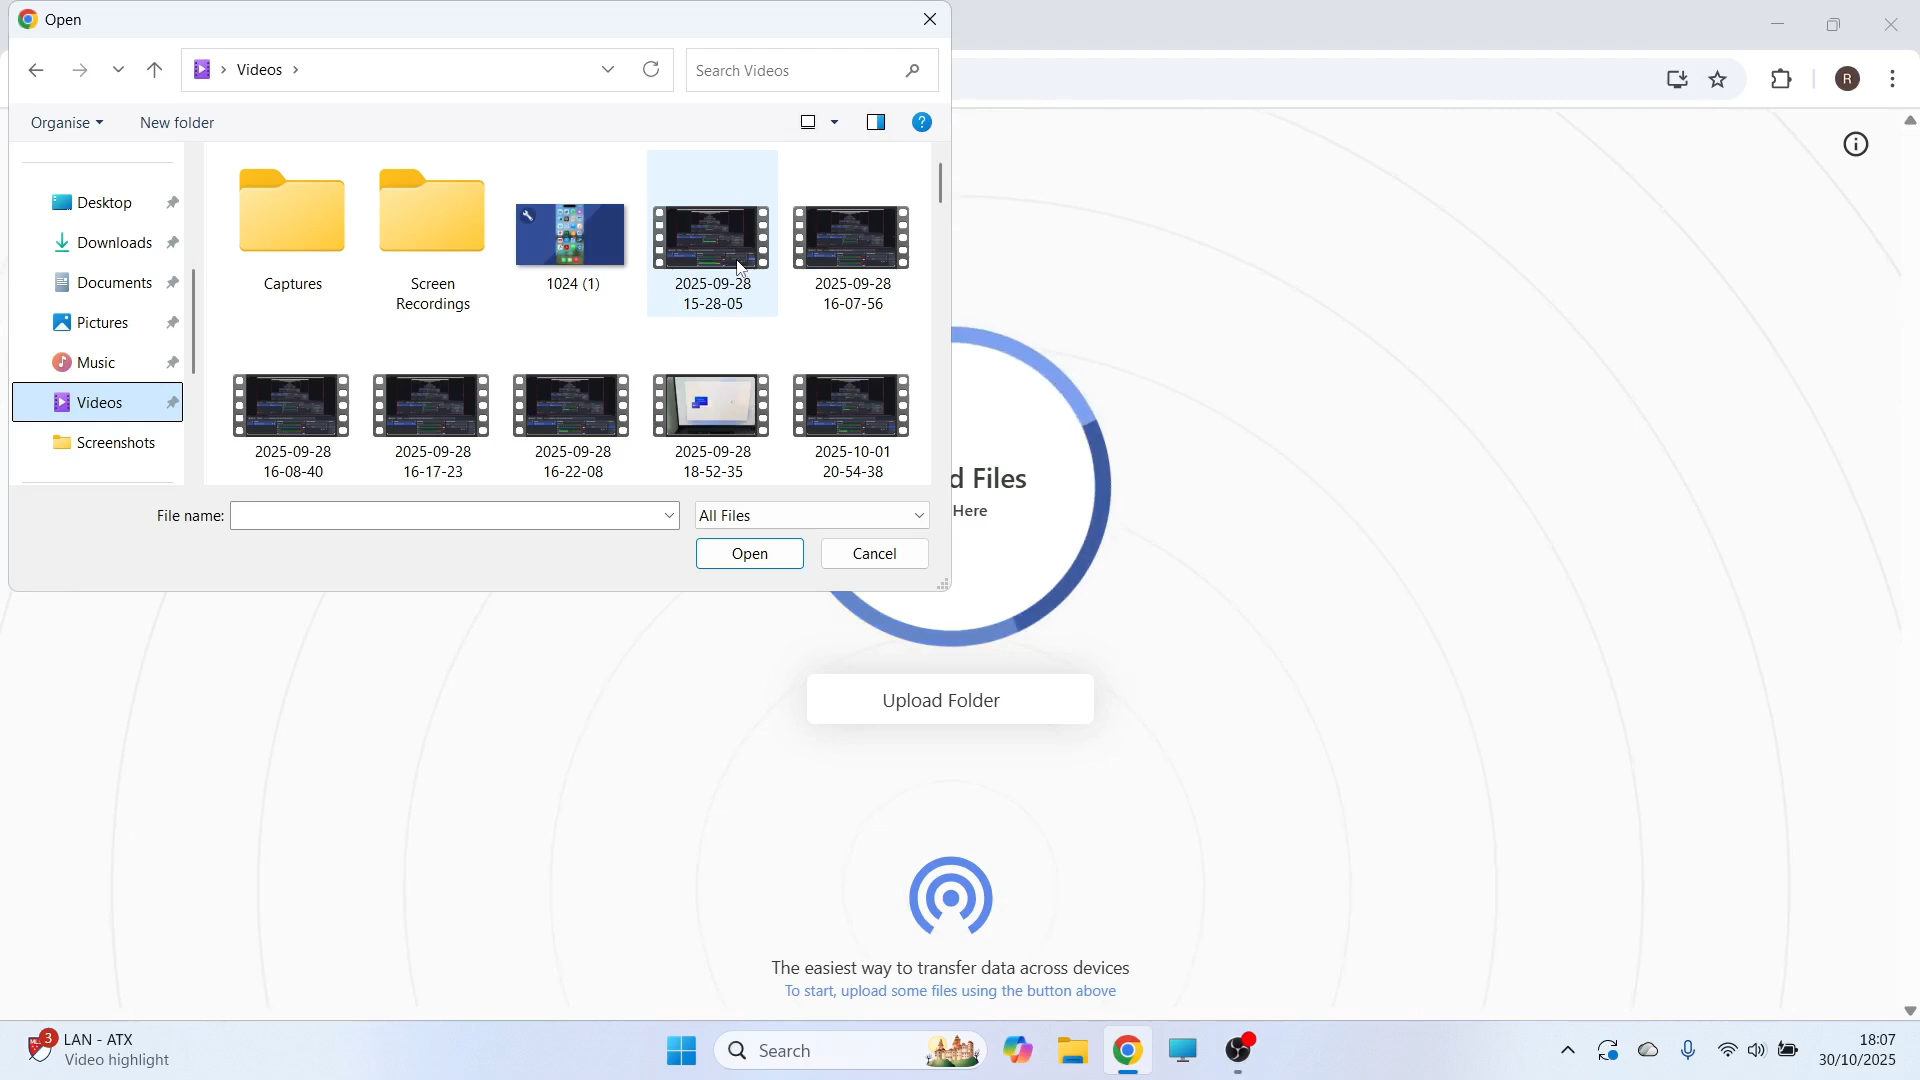 Open
Videos
Search Videos
Organise
New folder
Desktop
Downloads
Documents
Pictures
Music
Videos
Screenshots
Captures
Screen
Recordings
1024 (1)
2025-09-28
15-28-05
2025-09-28
16-07-56
2025-09-28
16-08-40
2025-09-28
16-17-23
2025-09-28
16-22-08
2025-09-28
18-52-35
2025-10-01
20-54-38
File name:
All Files
Open
Cancel
R
d Files
Here
Upload Folder
The easiest way to transfer data across devices
To start, upload some files using the button above
3
LAN - ATX
Video highlight
Search
18:07
30/10/2025